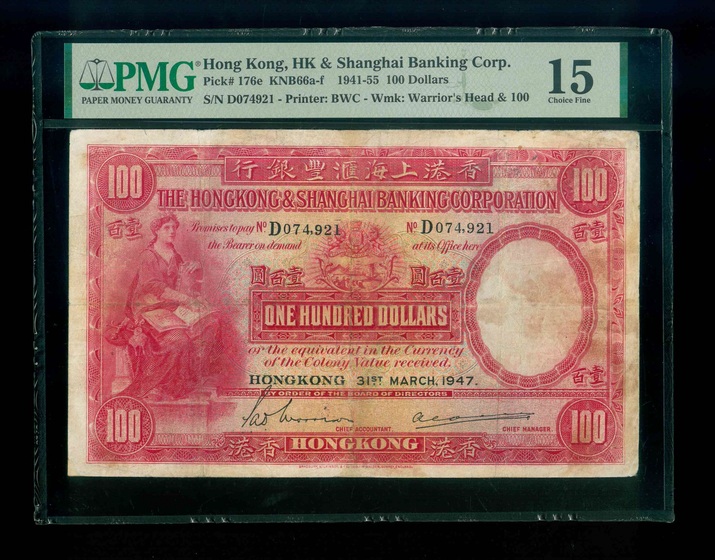 PMG®
PAPER MONEY GUARANTY
Hong Kong, HK & Shanghai Banking Corp.
Pick# 176e KNB66a-f 1941-55 100 Dollars
S/N D074921 - Printer: BWC - Wmk: Warrior's Head & 100
15
Choice Fine
100 行銀豐滙海上港香 100
THE HONGKONG & SHANGHAI BANKING CORPORATION
百壹 Promises to pay Nº D074,921 Nº D074,921 壹百
the Bearer on demand at its Office here
圓百壹 圓百壹
ONE HUNDRED DOLLARS
or the equivalent in the Currency
of the Colony Value received.
HONGKONG 31ST MARCH, 1947.
壹百
BY ORDER OF THE BOARD OF DIRECTORS
CHIEF ACCOUNTANT. CHIEF MANAGER.
100 港香 HONGKONG 港香 100